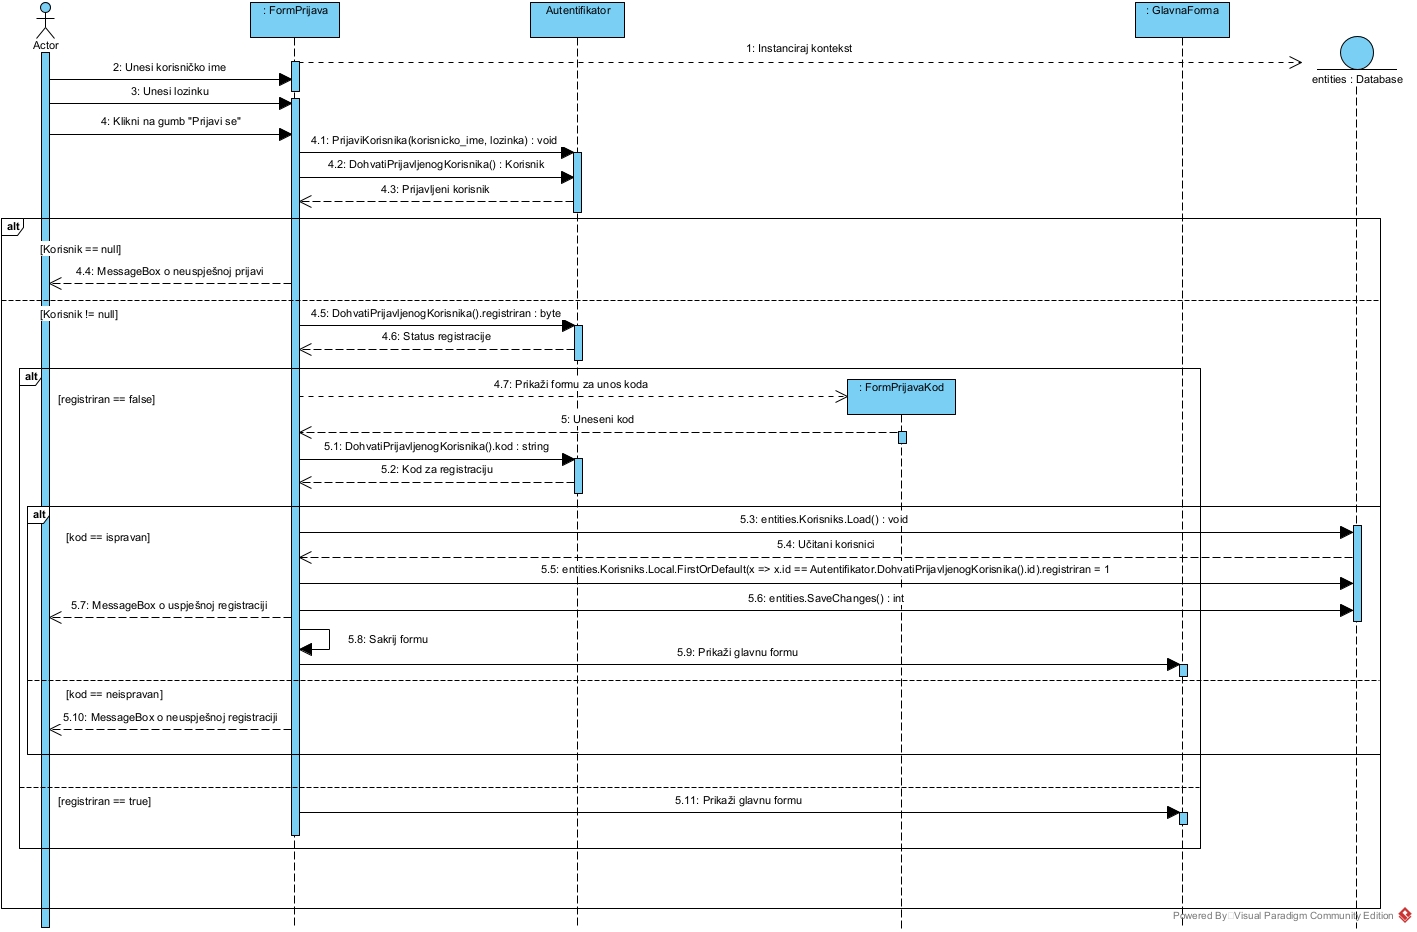 : FormPrijava
Autentifikator
: GlavnaForma
Actor
1: Instanciraj kontekst
entities : Database
2: Unesi korisničko ime
3: Unesi lozinku
4: Klikni na gumb "Prijavi se"
4.1: PrijaviKorisnika(korisnicko_ime, lozinka) : void
4.2: DohvatiPrijavljenogKorisnika() : Korisnik
4.3: Prijavljeni korisnik
alt
[Korisnik == null]
4.4: MessageBox o neuspješnoj prijavi
[Korisnik != null]
4.5: DohvatiPrijavljenogKorisnika().registriran : byte
4.6: Status registracije
alt
[registriran == false]
4.7: Prikaži formu za unos koda
: FormPrijavaKod
5: Uneseni kod
5.1: DohvatiPrijavljenogKorisnika().kod : string
5.2: Kod za registraciju
alt
[kod == ispravan]
5.3: entities.Korisniks.Load() : void
5.4: Učitani korisnici
5.5: entities.Korisniks.Local.FirstOrDefault(x => x.id == Autentifikator.DohvatiPrijavljenogKorisnika().id).registriran = 1
5.6: entities.SaveChanges() : int
5.7: MessageBox o uspješnoj registraciji
5.8: Sakrij formu
5.9: Prikaži glavnu formu
[kod == neispravan]
5.10: MessageBox o neuspješnoj registraciji
[registriran == true]
5.11: Prikaži glavnu formu
Powered By Visual Paradigm Community Edition